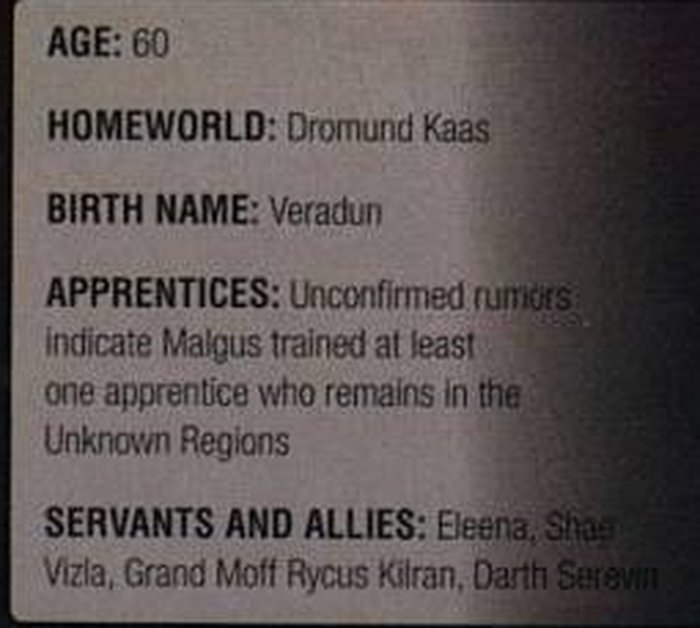 AGE: 60
HOMEWORLD: Dromund Kaas
BIRTH NAME: Veradun
APPRENTICES: Unconfirmed rumors
indicate Malgus trained at least
one apprentice who remains in the
Unknown Regions
SERVANTS AND ALLIES: Eleena, Shae
Vizla, Grand Moff Rycus Kilran, Darth Serevin